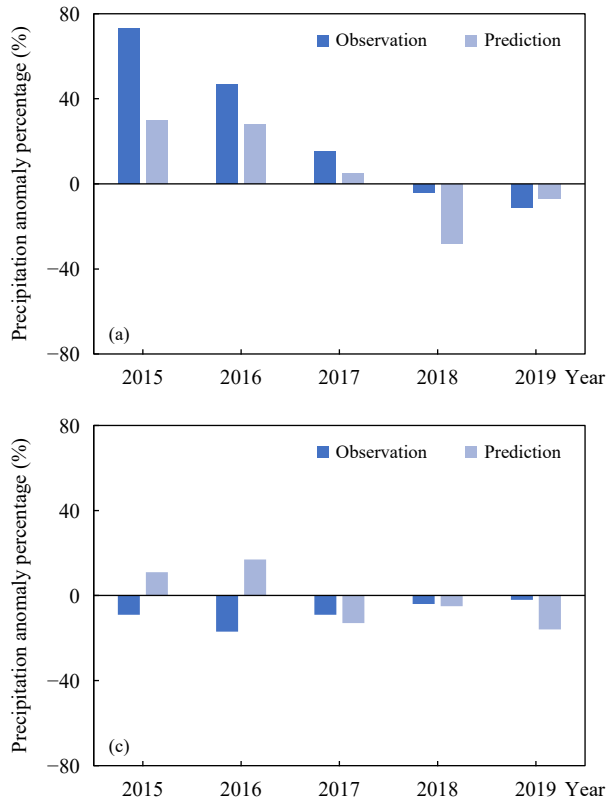 80
Observation Prediction
40
0
−40
(a)
−80
2015 2016 2017 2018 2019 Year
Precipitation anomaly percentage (%)
80
Observation Prediction
40
0
−40
(c)
−80
2015 2016 2017 2018 2019 Year
Precipitation anomaly percentage (%)